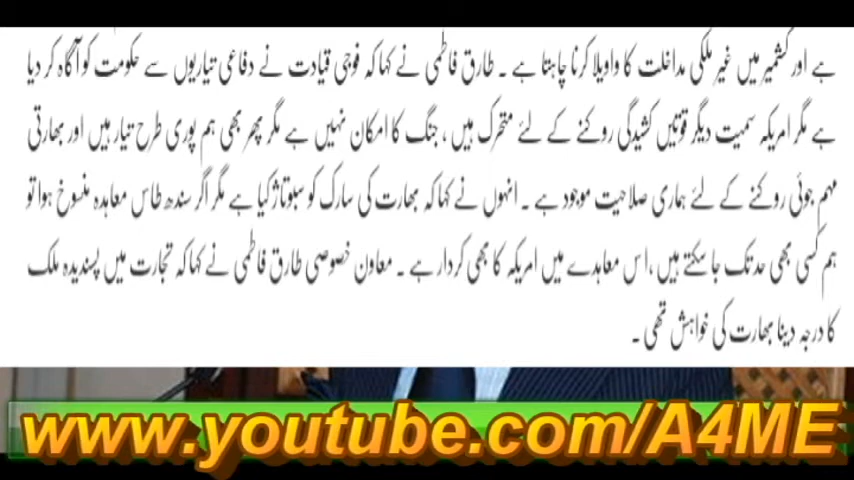 ہے اور کشمیر میں غیر ملکی مداخلت کا واویلا کرنا چاہتا ہے ۔ طارق فاطمی نے کہا کہ فوجی قیادت نے دفاعی تیاریوں سے حکومت کو آگاہ کر دیا
ہے مگر امریکہ سمیت دیگر قوتیں کشیدگی روکنے کے لئے متحرک ہیں ، جنگ کا امکان نہیں ہے مگر پھر بھی ہم پوری طرح تیار ہیں اور بھارتی
مہم جوئی روکنے کے لئے ہماری صلاحیت موجود ہے ۔ انہوں نے کہا کہ بھارت کی سارک کو سبوتاژ کیا ہے مگر اگر سندھ طاس معاہدہ منسوخ ہوا تو
ہم کسی بھی حد تک جا سکتے ہیں ، اس معاہدے میں امریکہ کا بھی کردار ہے ۔ معاون خصوصی طارق فاطمی نے کہا کہ تجارت میں پسندیدہ ملک
کا درجہ دینا بھارت کی خواہش تھی ۔
www.youtube.com/A4ME